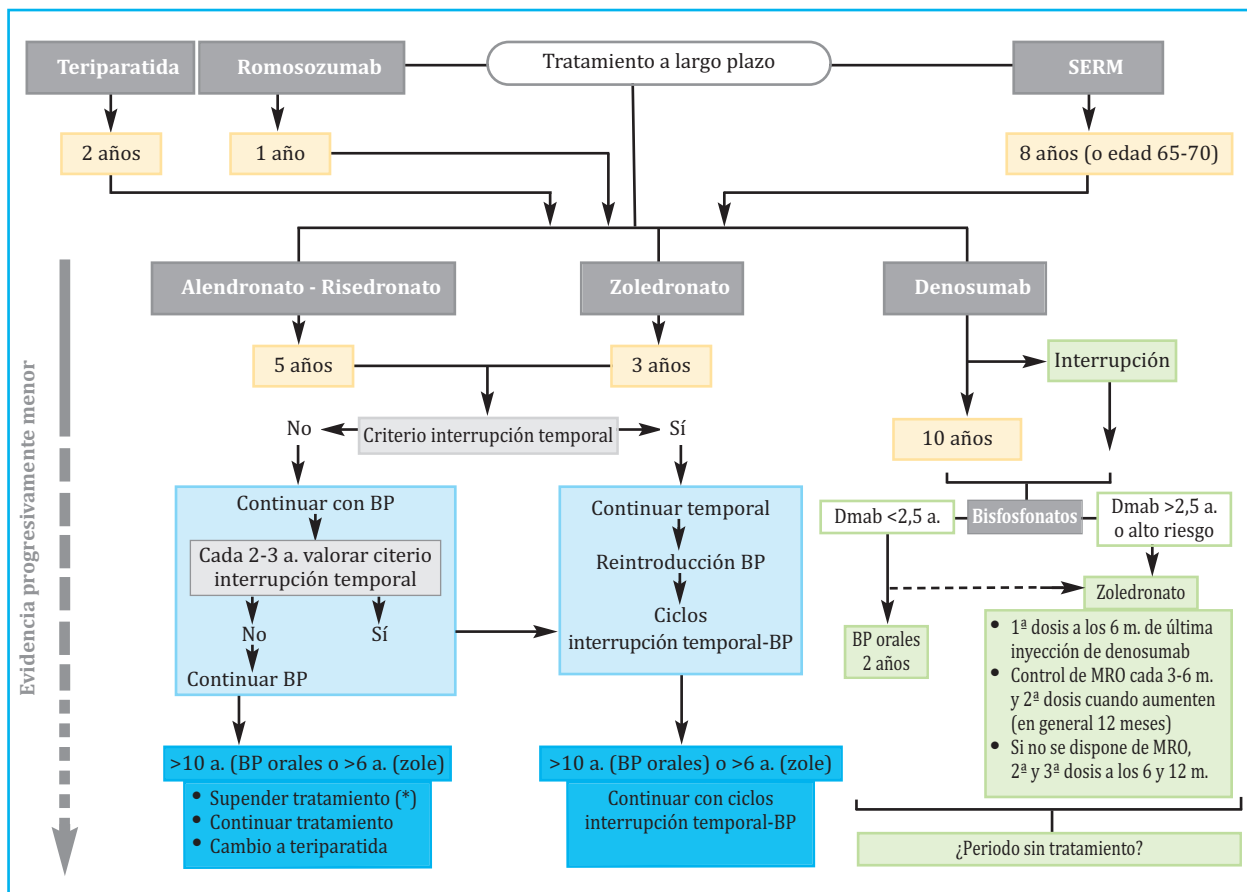 Tratamiento a largo plazo
Teriparatida
Romosozumab
SERM
2 años
1 año
8 años (o edad 65-70)
Alendronato - Risedronato
Zoledronato
Denosumab
5 años
3 años
Interrupción
No
Criterio interrupción temporal
Sí
10 años
Continuar con BP
Cada 2-3 a. valorar criterio
interrupción temporal
No
Sí
Continuar BP
Continuar temporal
Reintroducción BP
Ciclos
interrupción temporal-BP
Dmab <2,5 a.
Bisfosfonatos
Dmab >2,5 a.
o alto riesgo
BP orales
2 años
Zoledronato
• 1ª dosis a los 6 m. de última
inyección de denosumab
• Control de MRO cada 3-6 m.
y 2ª dosis cuando aumenten
(en general 12 meses)
• Si no se dispone de MRO,
2ª y 3ª dosis a los 6 y 12 m.
>10 a. (BP orales o >6 a. (zole)
• Supender tratamiento (*)
• Continuar tratamiento
• Cambio a teriparatida
>10 a. (BP orales) o >6 a. (zole)
Continuar con ciclos
interrupción temporal-BP
¿Periodo sin tratamiento?
Evidencia progresivamente menor